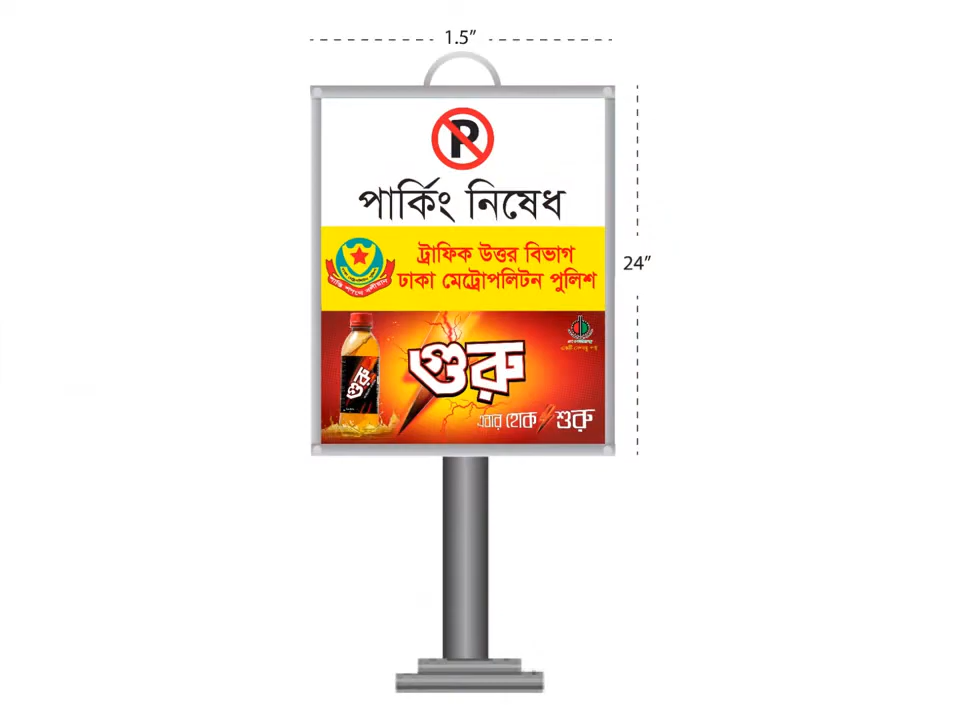 1.5”
P
পার্কিং নিষেধ
24”
ট্রাফিক উত্তর বিভাগ
ঢাকা মেট্রোপলিটন পুলিশ
গুরু
গুরু
এবার হোক শুরু